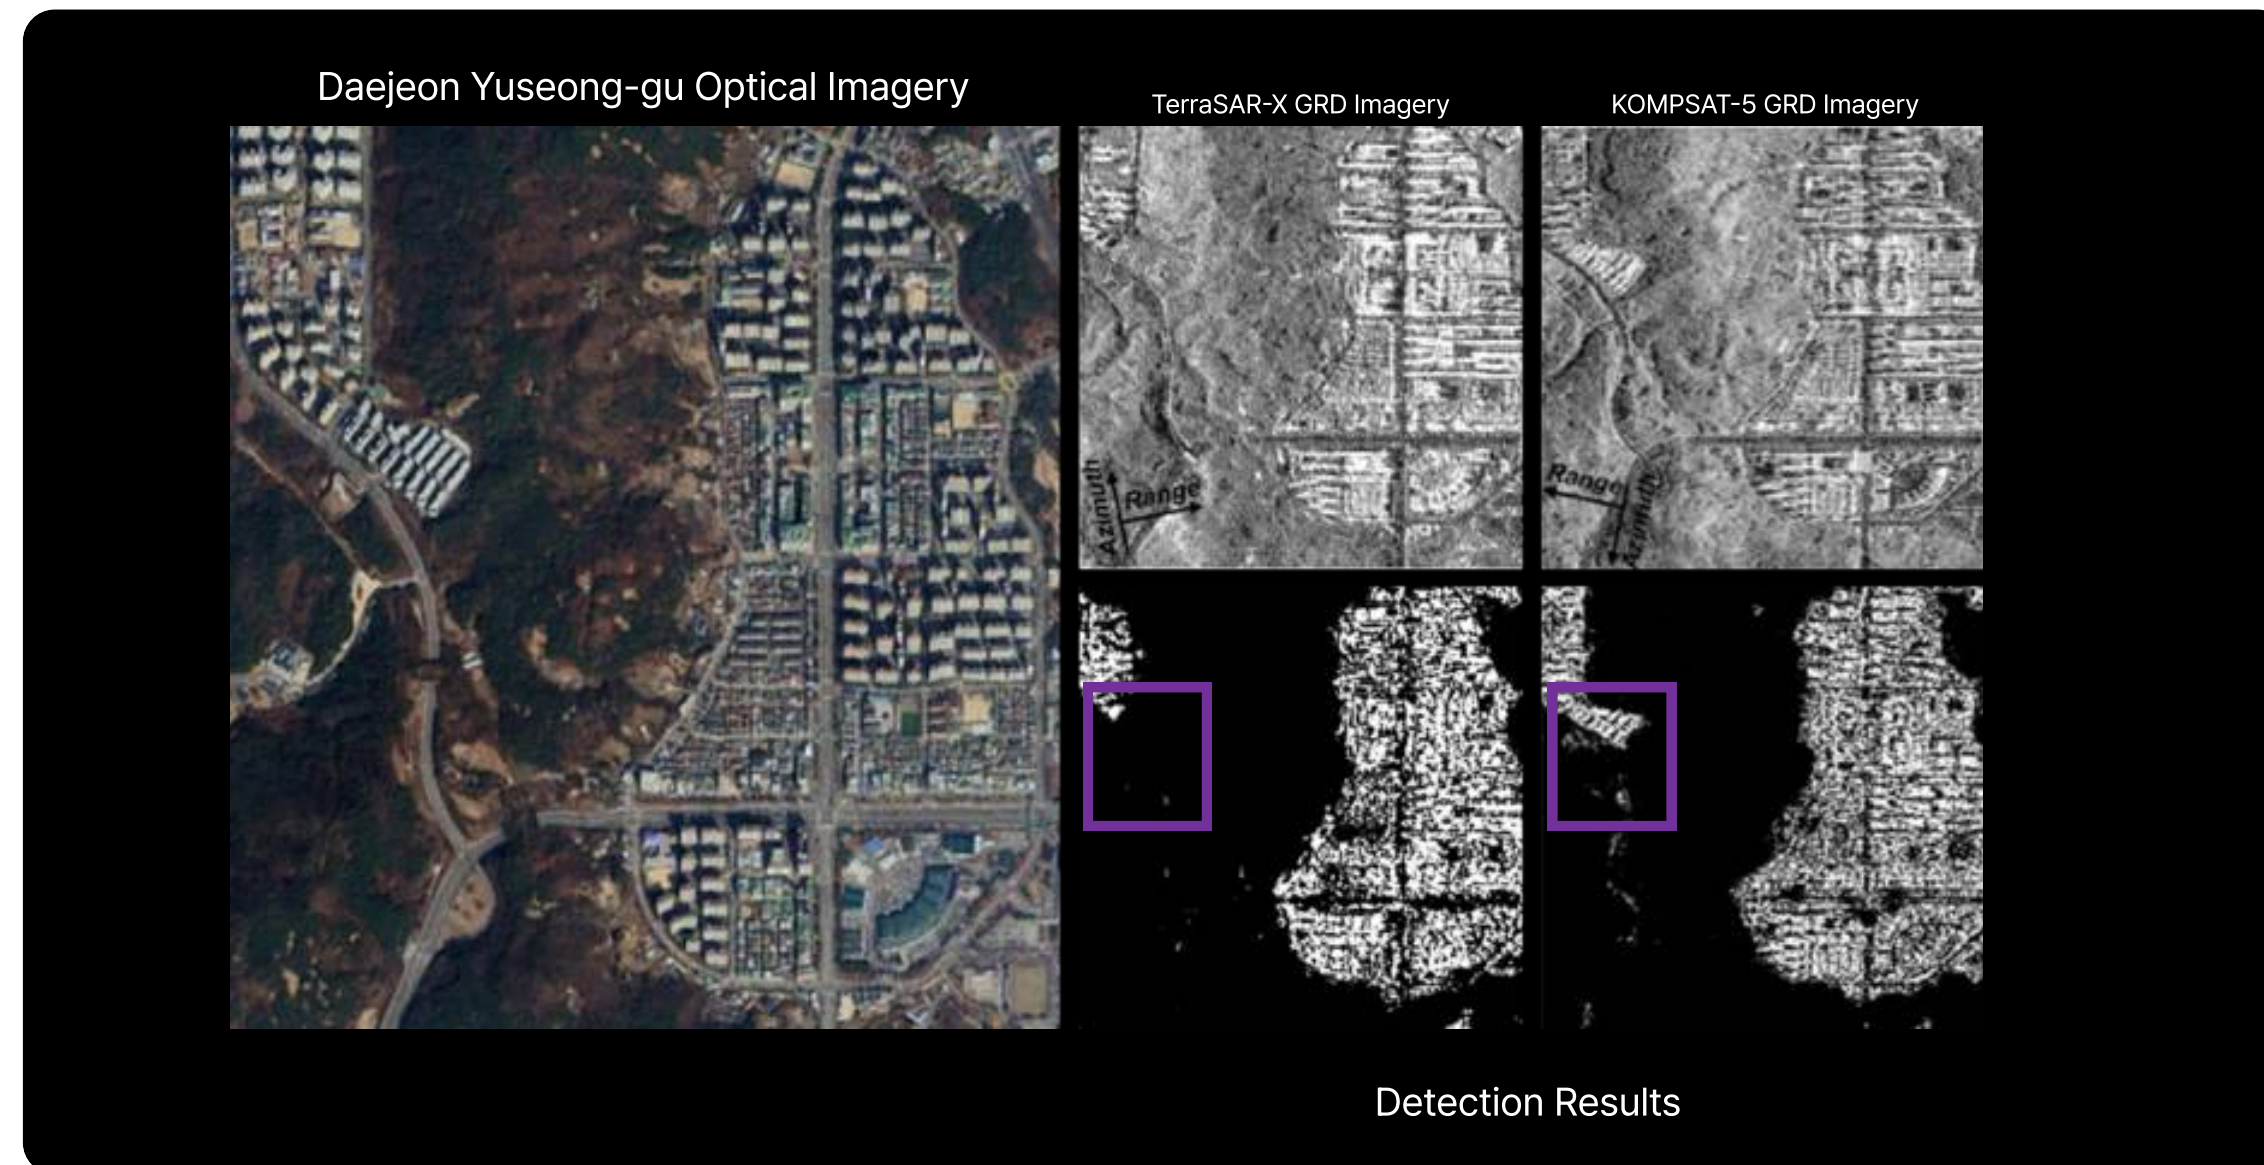 Daejeon Yuseong-gu Optical Imagery
TerraSAR-X GRD Imagery
KOMPSAT-5 GRD Imagery
Azimuth
Range
Range
Azimuth
Detection Results